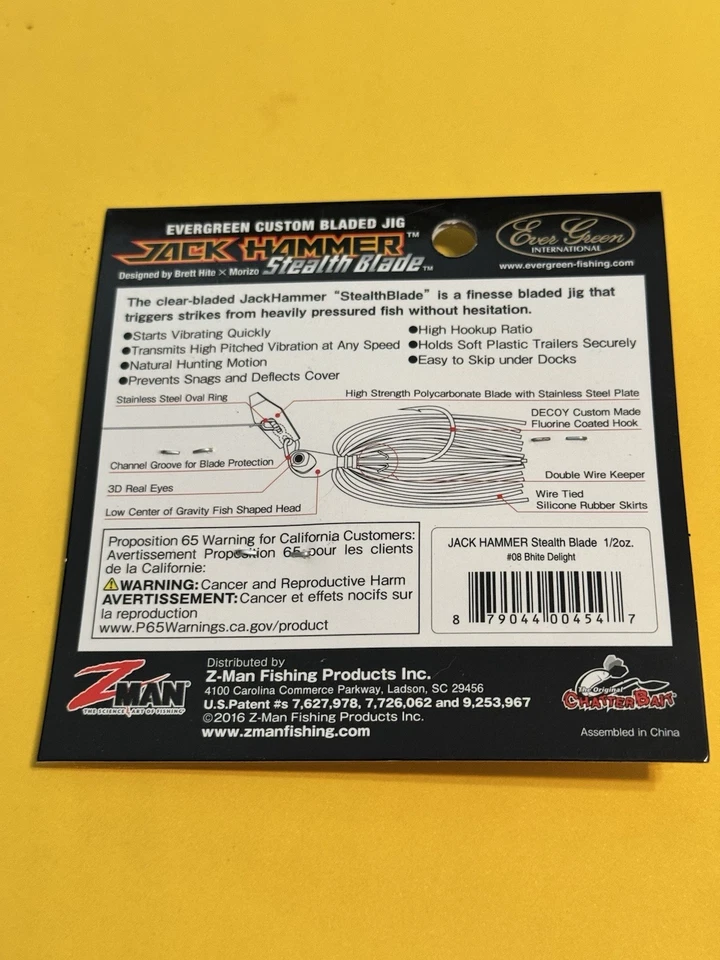 EVERGREEN CUSTOM BLADED JIG
JACK HAMMER™
Stealth Blade™
Designed by Brett Hite × Morizo
Ever Green
INTERNATIONAL
www.evergreen-fishing.com
The clear-bladed JackHammer “StealthBlade” is a finesse bladed jig that
triggers strikes from heavily pressured fish without hesitation.
●Starts Vibrating Quickly
●Transmits High Pitched Vibration at Any Speed
●Natural Hunting Motion
●Prevents Snags and Deflects Cover
●High Hookup Ratio
●Holds Soft Plastic Trailers Securely
●Easy to Skip under Docks
Stainless Steel Oval Ring
High Strength Polycarbonate Blade with Stainless Steel Plate
DECOY Custom Made
Fluorine Coated Hook
Channel Groove for Blade Protection
3D Real Eyes
Low Center of Gravity Fish Shaped Head
Double Wire Keeper
Wire Tied
Silicone Rubber Skirts
Proposition 65 Warning for California Customers:
Avertissement Proposition 65 pour les clients
de la Californie:
⚠WARNING: Cancer and Reproductive Harm
AVERTISSEMENT: Cancer et effets nocifs sur
la reproduction
www.P65Warnings.ca.gov/product
JACK HAMMER Stealth Blade 1/2oz.
#08 Bhite Delight
8 79044 00454 7
Z-MAN®
THE SCIENCE & ART OF FISHING®
Distributed by
Z-Man Fishing Products Inc.
4100 Carolina Commerce Parkway, Ladson, SC 29456
U.S.Patent #s 7,627,978, 7,726,062 and 9,253,967
©2016 Z-Man Fishing Products Inc.
www.zmanfishing.com
The Original
CHATTERBAIT®
Assembled in China